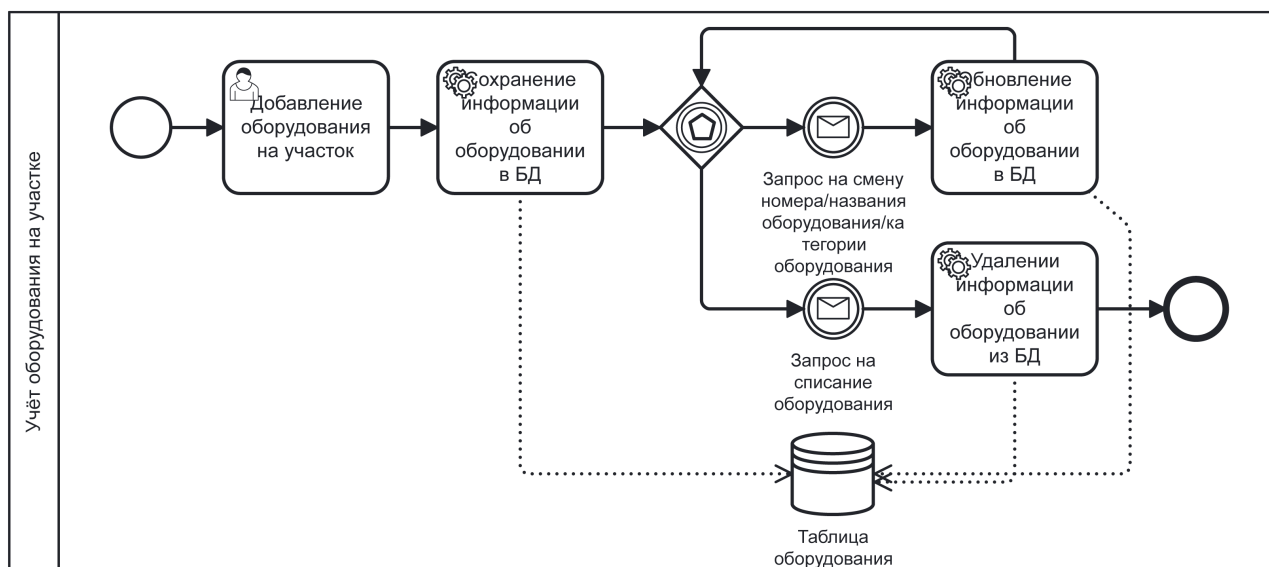 Учёт оборудования на участке
Добавление
оборудования
на участок
Сохранение
информации
об
оборудовании
в БД
Запрос на смену
номера/названия
оборудования/ка
тегории
оборудования
Обновление
информации
об
оборудовании
в БД
Запрос на
списание
оборудования
Удалении
информации
об
оборудовании
из БД
Таблица
оборудования